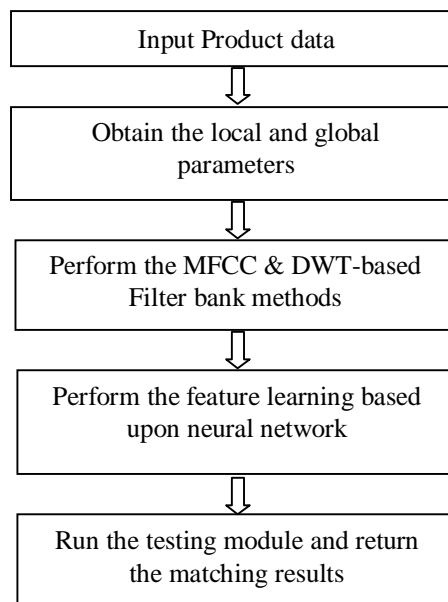 Input Product data
Obtain the local and global
parameters
Perform the MFCC & DWT-based
Filter bank methods
Perform the feature learning based
upon neural network
Run the testing module and return
the matching results